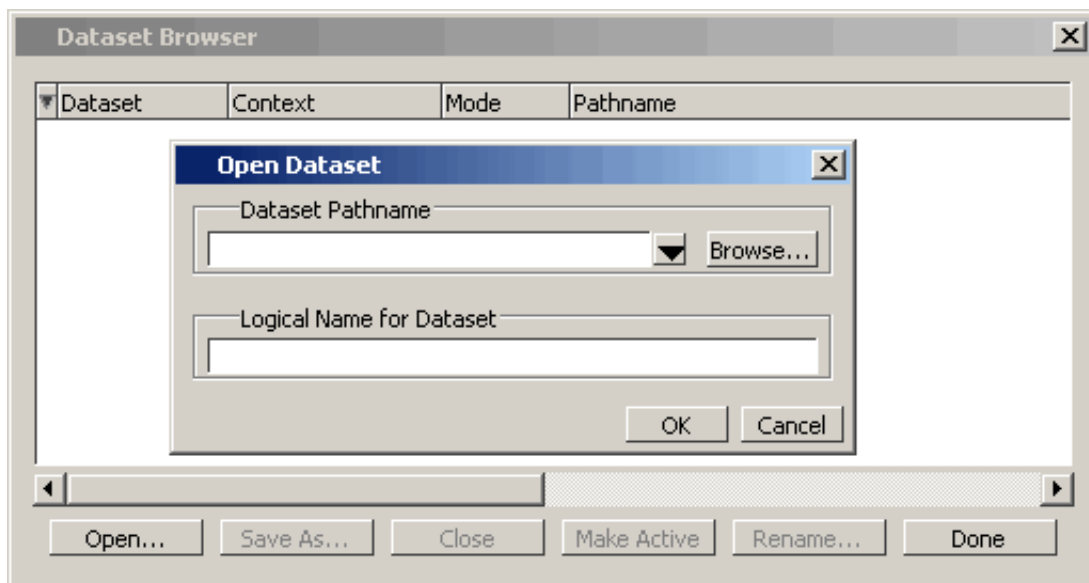 Dataset Browser
Dataset Context Mode Pathname
Open Dataset
Dataset Pathname
Browse...
Logical Name for Dataset
OK Cancel
Open... Save As... Close Make Active Rename... Done